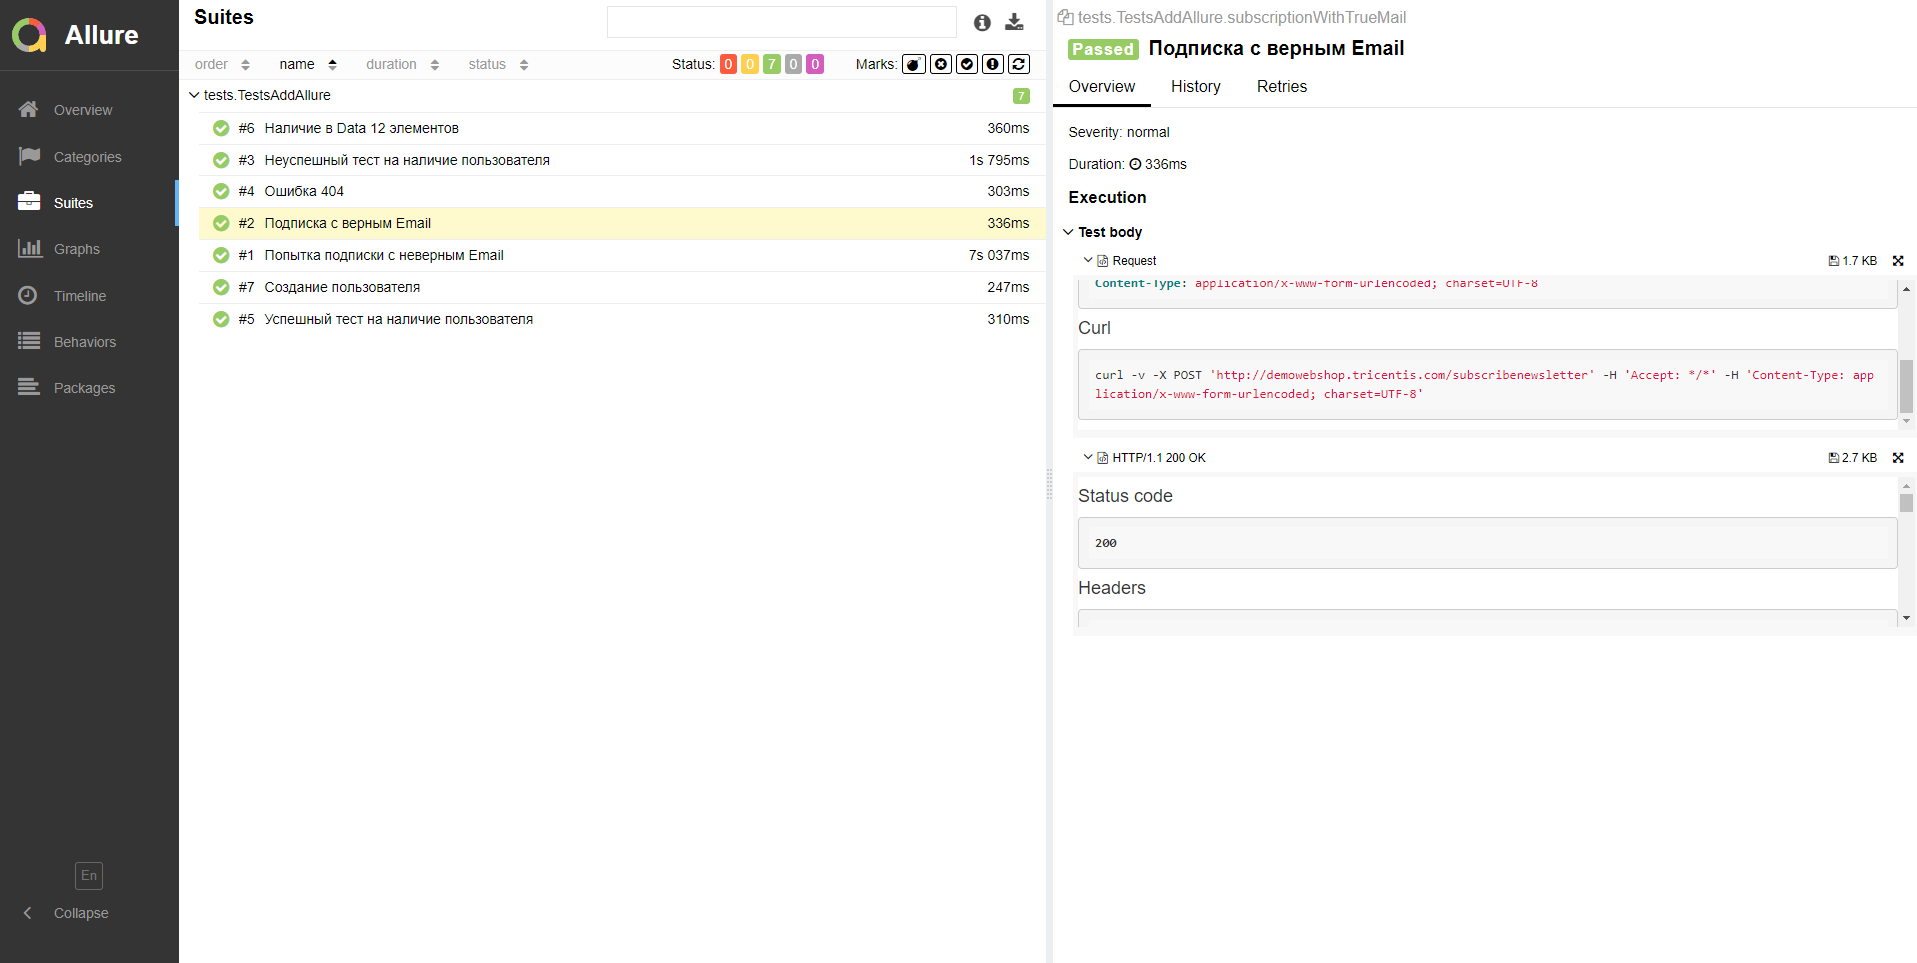 Allure
Overview
Categories
Suites
Graphs
Timeline
Behaviors
Packages
En
Collapse
Suites
order name duration status Status: 0 0 7 0 0 Marks:
tests.TestsAddAllure 7
#6 Наличие в Data 12 элементов 360ms
#3 Неуспешный тест на наличие пользователя 1s 795ms
#4 Ошибка 404 303ms
#2 Подписка с верным Email 336ms
#1 Попытка подписки с неверным Email 7s 037ms
#7 Создание пользователя 247ms
#5 Успешный тест на наличие пользователя 310ms
tests.TestsAddAllure.subscriptionWithTrueMail
Passed Подписка с верным Email
Overview History Retries
Severity: normal
Duration: 336ms
Execution
Test body
Request 1.7 KB
Content-Type: application/x-www-form-urlencoded; charset=UTF-8
Curl
curl -v -X POST 'http://demowebshop.tricentis.com/subscribenewsletter' -H 'Accept: */*' -H 'Content-Type: app
lication/x-www-form-urlencoded; charset=UTF-8'
HTTP/1.1 200 OK 2.7 KB
Status code
200
Headers